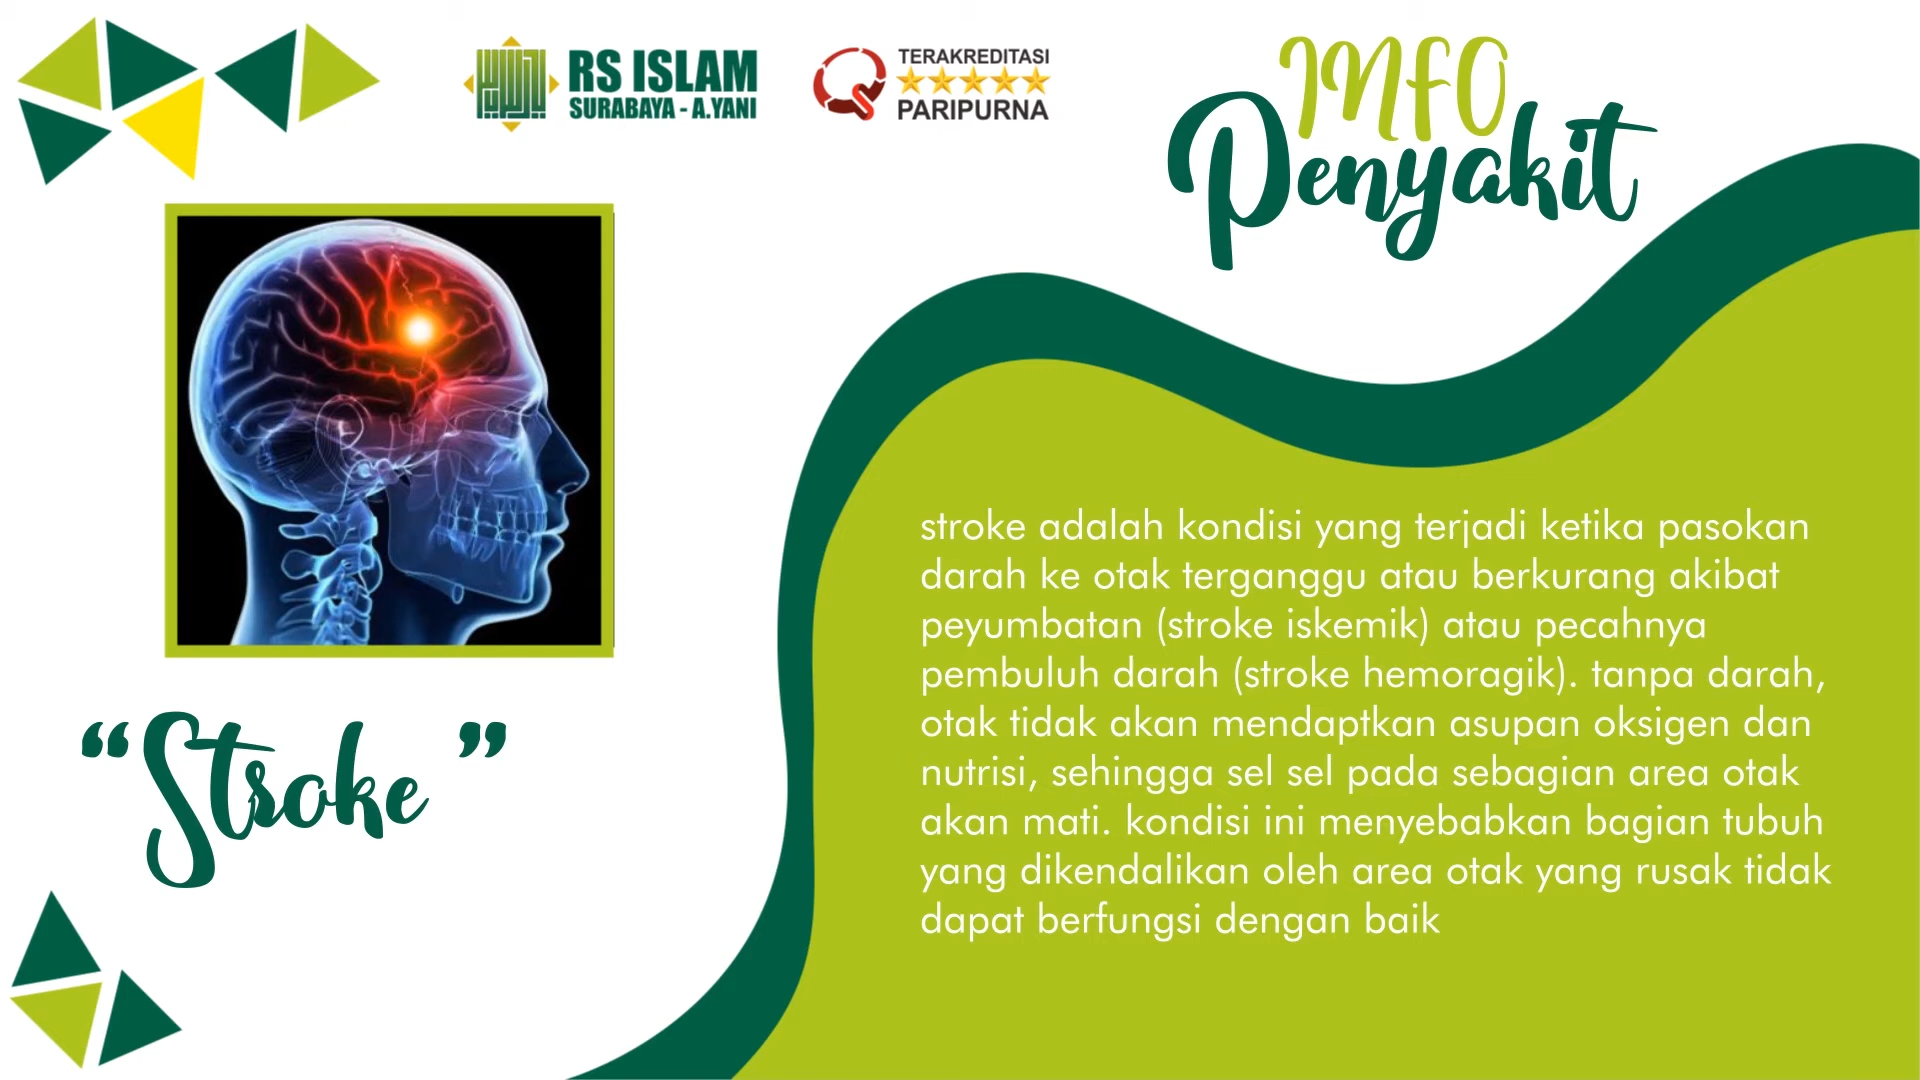 RS ISLAM
SURABAYA - A.YANI
TERAKREDITASI
PARIPURNA
INFO
Penyakit
“Stroke”
stroke adalah kondisi yang terjadi ketika pasokan
darah ke otak terganggu atau berkurang akibat
peyumbatan (stroke iskemik) atau pecahnya
pembuluh darah (stroke hemoragik). tanpa darah,
otak tidak akan mendaptkan asupan oksigen dan
nutrisi, sehingga sel sel pada sebagian area otak
akan mati. kondisi ini menyebabkan bagian tubuh
yang dikendalikan oleh area otak yang rusak tidak
dapat berfungsi dengan baik